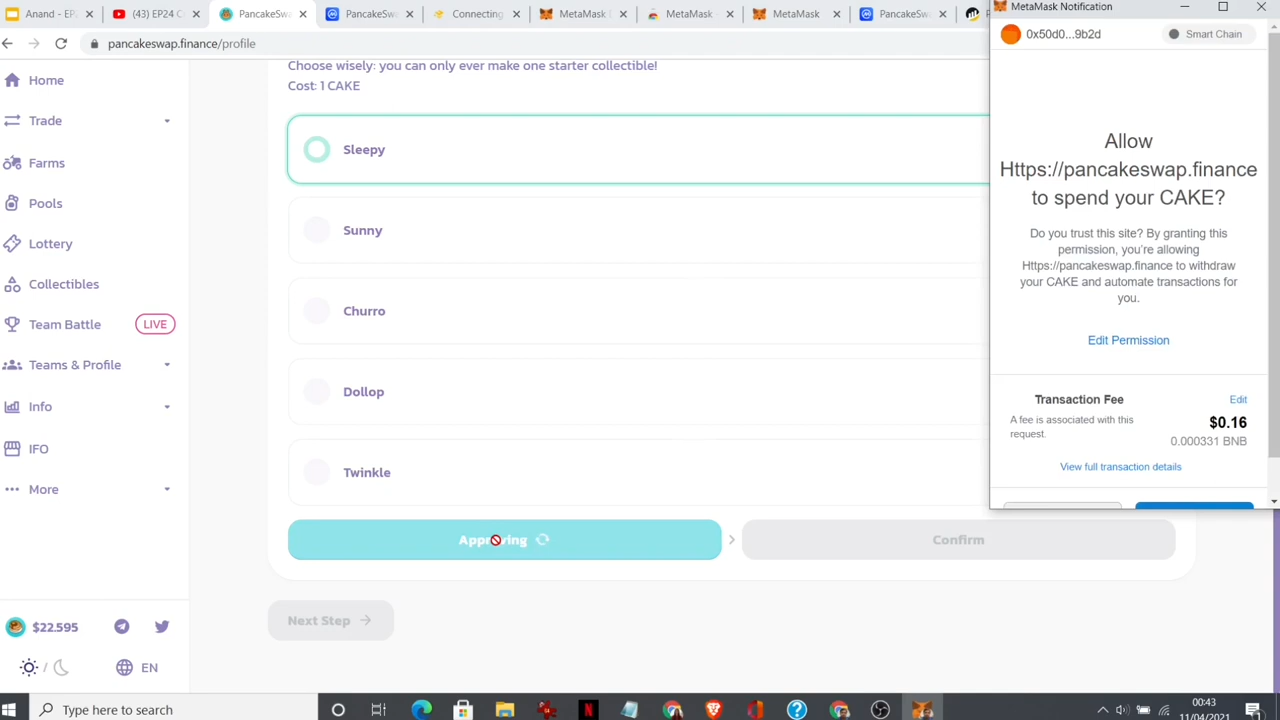 Anand - EP2
(43) EP24 C
PancakeSwa
PancakeSwe
Connecting
MetaMask D
MetaMask
MetaMask
PancakeSw
pancakeswap.finance/profile
Home
Trade
Farms
Pools
Lottery
Collectibles
Team Battle
LIVE
Teams & Profile
Info
IFO
More
$22.595
EN
Choose wisely: you can only ever make one starter collectible!
Cost: 1 CAKE
Sleepy
Sunny
Churro
Dollop
Twinkle
Approving
Confirm
Next Step
MetaMask Notification
0x50d0...9b2d
Smart Chain
Allow
Https://pancakeswap.finance
to spend your CAKE?
Do you trust this site? By granting this
permission, you're allowing
Https://pancakeswap.finance to withdraw
your CAKE and automate transactions for
you.
Edit Permission
Transaction Fee
Edit
A fee is associated with this
request.
$0.16
0.000331 BNB
View full transaction details
Type here to search
00:43
11/04/2021